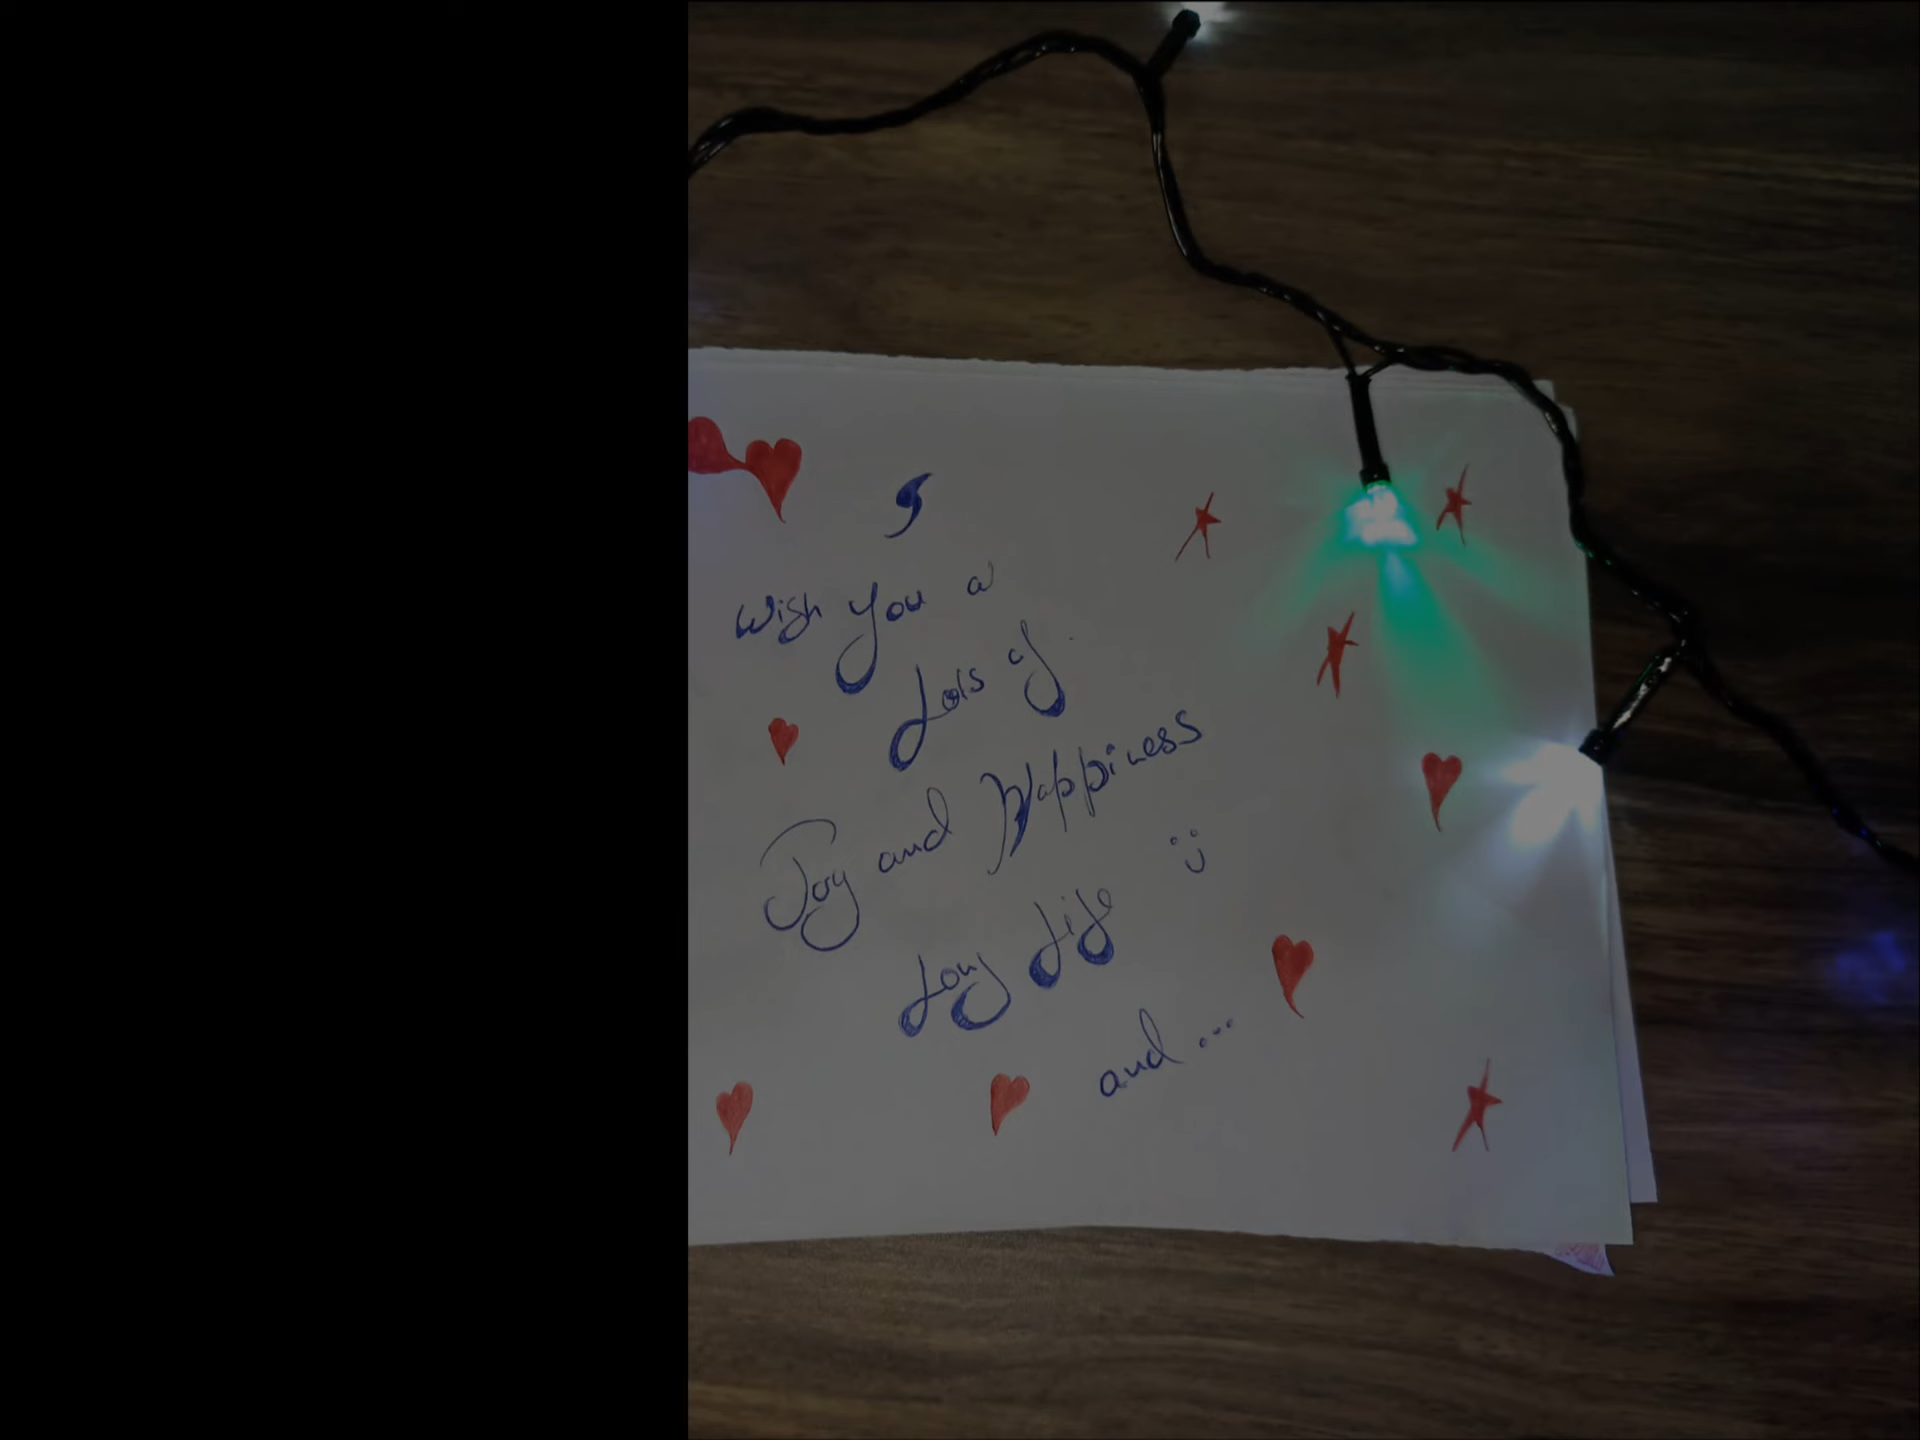 I
Wish you a
Lots of
Joy and Happiness
Long Life :)
and ...